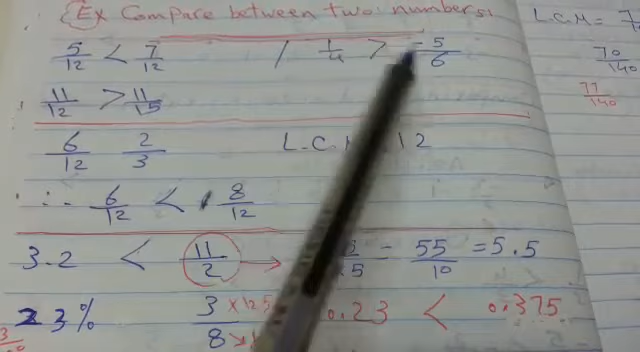 Ex Compare between two numbers:
5/12 < 7/12 / 1/4 > -5/6
11/12 > 11/15
6/12 2/3 L.C.M 12
∴ 6/12 < 8/12
3.2 < 11/2 → ×5 = 55/10 = 5.5
23% 3 ×125 / 8 × 0.23 < 0.375
L.C.M =
70/140
77/140